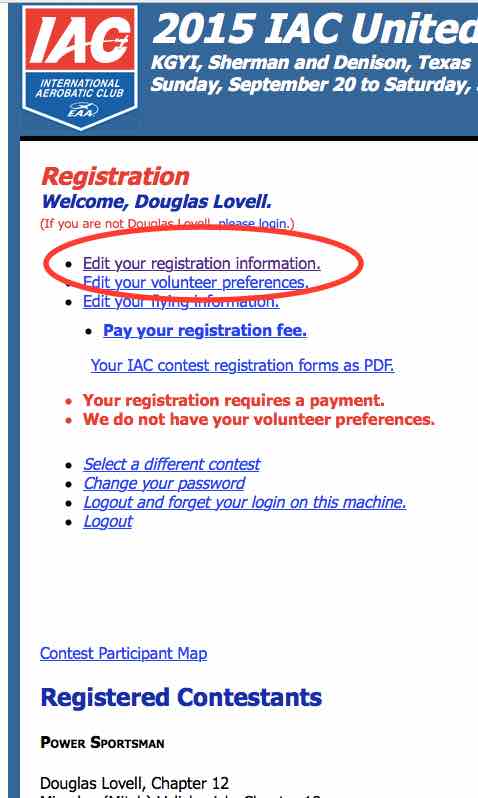 IAC
INTERNATIONAL
AEROBATIC CLUB
EAA
2015 IAC United
KGYI, Sherman and Denison, Texas
Sunday, September 20 to Saturday,
Registration
Welcome, Douglas Lovell.
(If you are not Douglas Lovell, please login.)
Edit your registration information.
Edit your volunteer preferences.
Edit your flying information.
Pay your registration fee.
Your IAC contest registration forms as PDF.
Your registration requires a payment.
We do not have your volunteer preferences.
Select a different contest
Change your password
Logout and forget your login on this machine.
Logout
Contest Participant Map
Registered Contestants
POWER SPORTSMAN
Douglas Lovell, Chapter 12